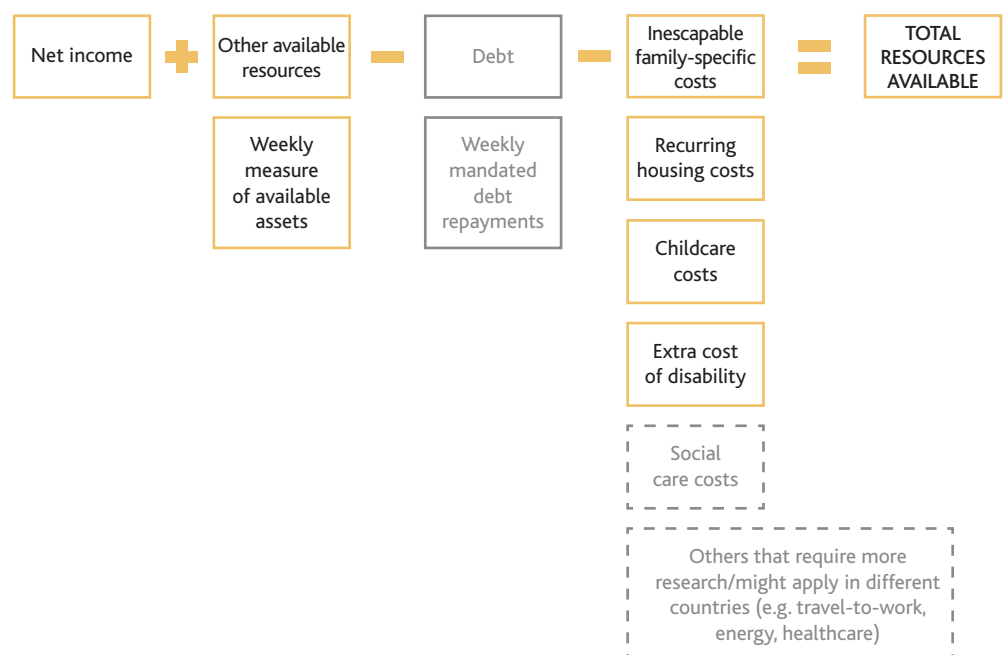 Net income
Other available
resources
Debt
Inescapable
family-specific
costs
TOTAL
RESOURCES
AVAILABLE
Weekly
measure
of available
assets
Weekly
mandated
debt
repayments
Recurring
housing costs
Childcare
costs
Extra cost
of disability
Social
care costs
Others that require more
research/might apply in different
countries (e.g. travel-to-work,
energy, healthcare)